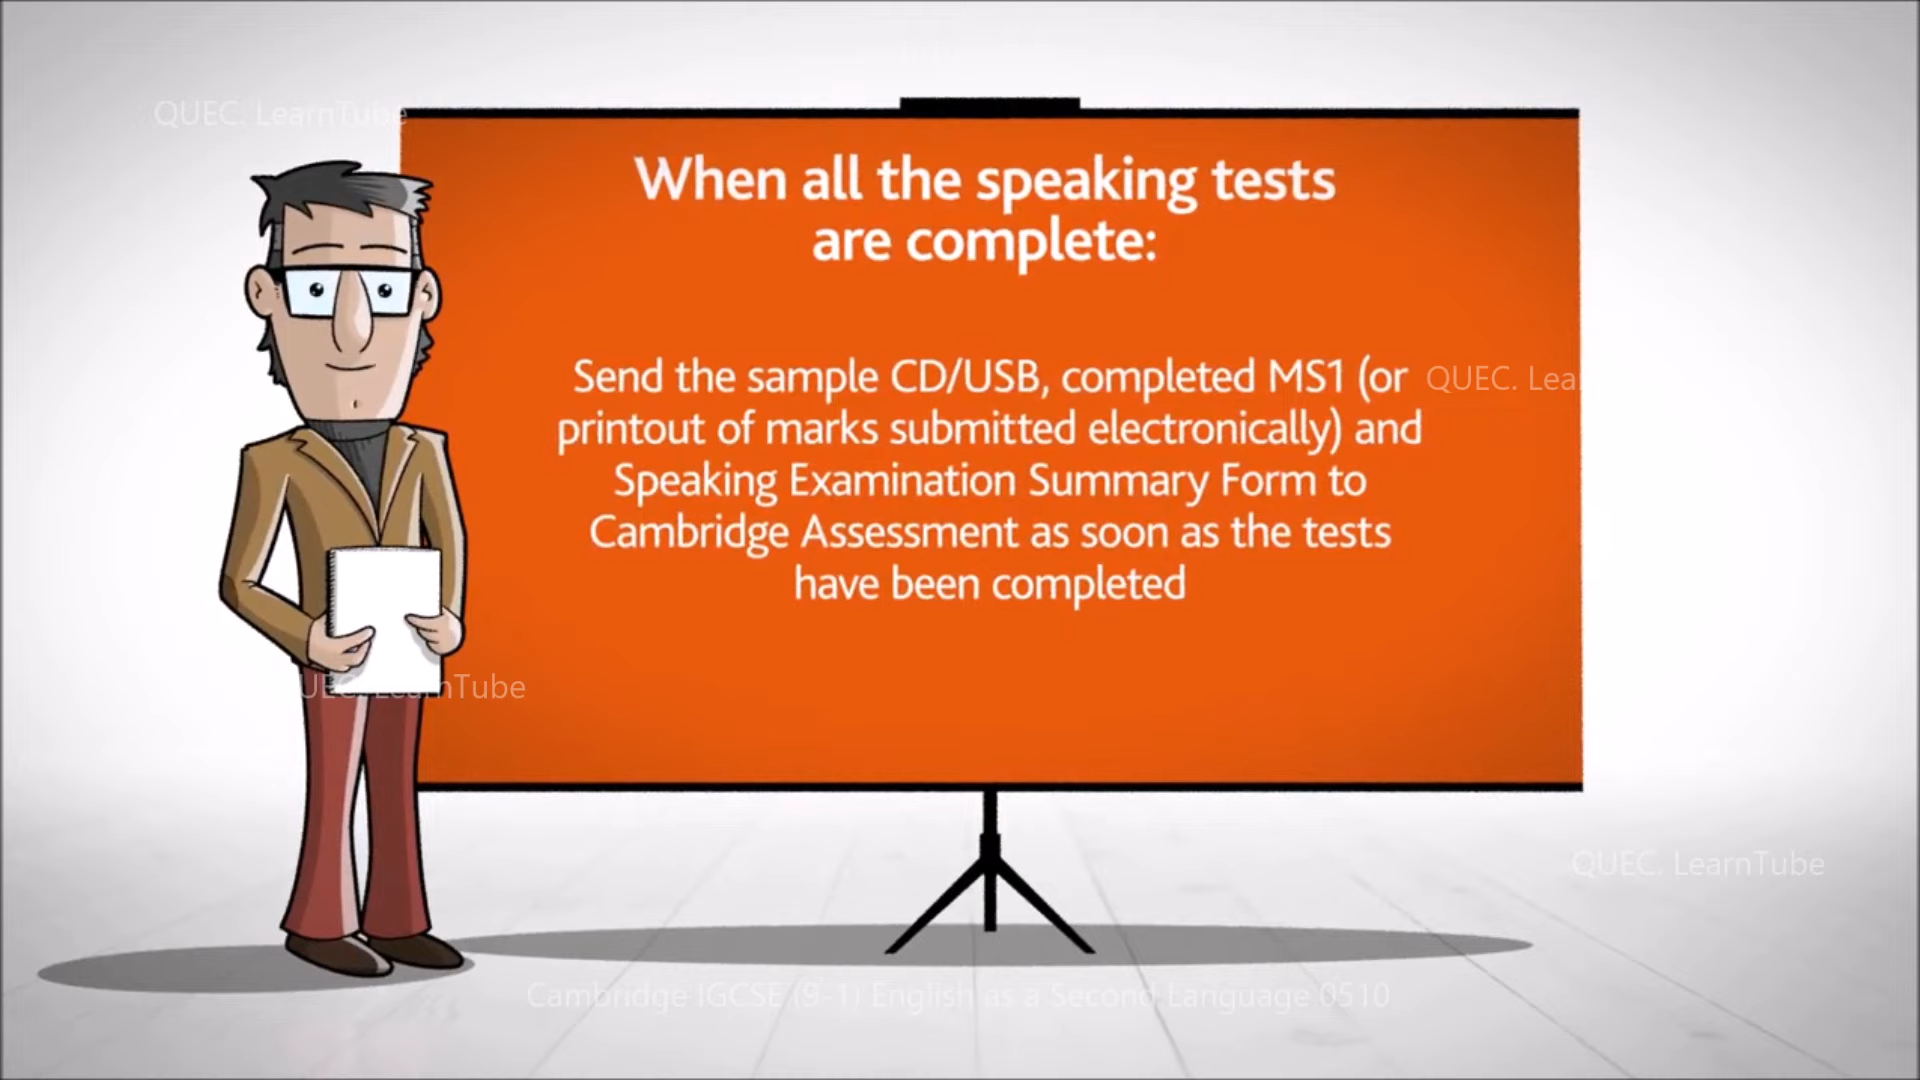 QUEC. LearnTube
When all the speaking tests
are complete:
Send the sample CD/USB, completed MS1 (or
QUEC. Lea
printout of marks submitted electronically) and
Speaking Examination Summary Form to
Cambridge Assessment as soon as the tests
have been completed
QUEC. LearnTube
QUEC. LearnTube
Cambridge IGCSE (9-1) English as a Second Language 0510